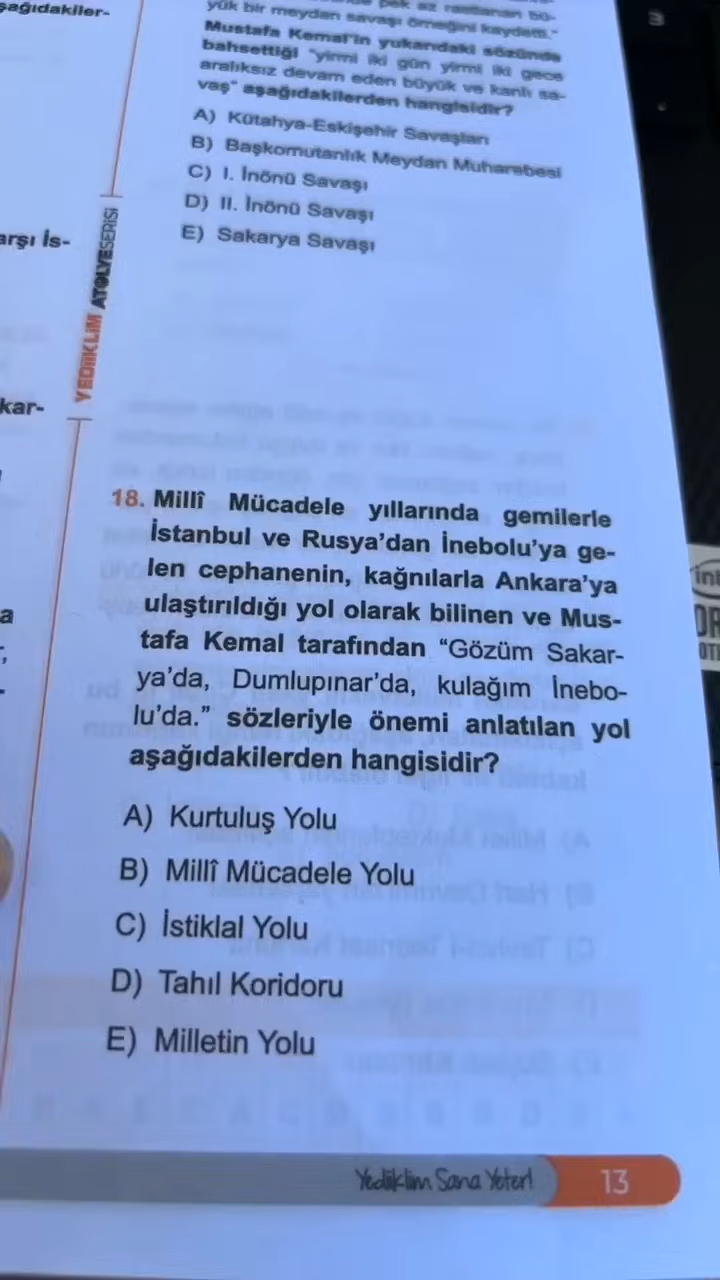 şağıdakiler-
arşı İs-
kar-
a
yük bir meydan savaşı örneğini kaydetti."
Mustafa Kemal'in yukarıdaki sözünde
bahsettiği "yirmi iki gün yirmi iki gece
aralıksız devam eden büyük ve kanlı sa-
vaş" aşağıdakilerden hangisidir?
A) Kütahya-Eskişehir Savaşları
B) Başkomutanlık Meydan Muharebesi
C) I. İnönü Savaşı
D) II. İnönü Savaşı
E) Sakarya Savaşı
YEDİİKLİM ATÖLYESERİSİ
18. Millî Mücadele yıllarında gemilerle
İstanbul ve Rusya'dan İnebolu'ya ge-
len cephanenin, kağnılarla Ankara'ya
ulaştırıldığı yol olarak bilinen ve Mus-
tafa Kemal tarafından "Gözüm Sakar-
ya'da, Dumlupınar'da, kulağım İnebo-
lu'da." sözleriyle önemi anlatılan yol
aşağıdakilerden hangisidir?
A) Kurtuluş Yolu
B) Millî Mücadele Yolu
C) İstiklal Yolu
D) Tahıl Koridoru
E) Milletin Yolu
Yediiklim Sana Yeter!
13